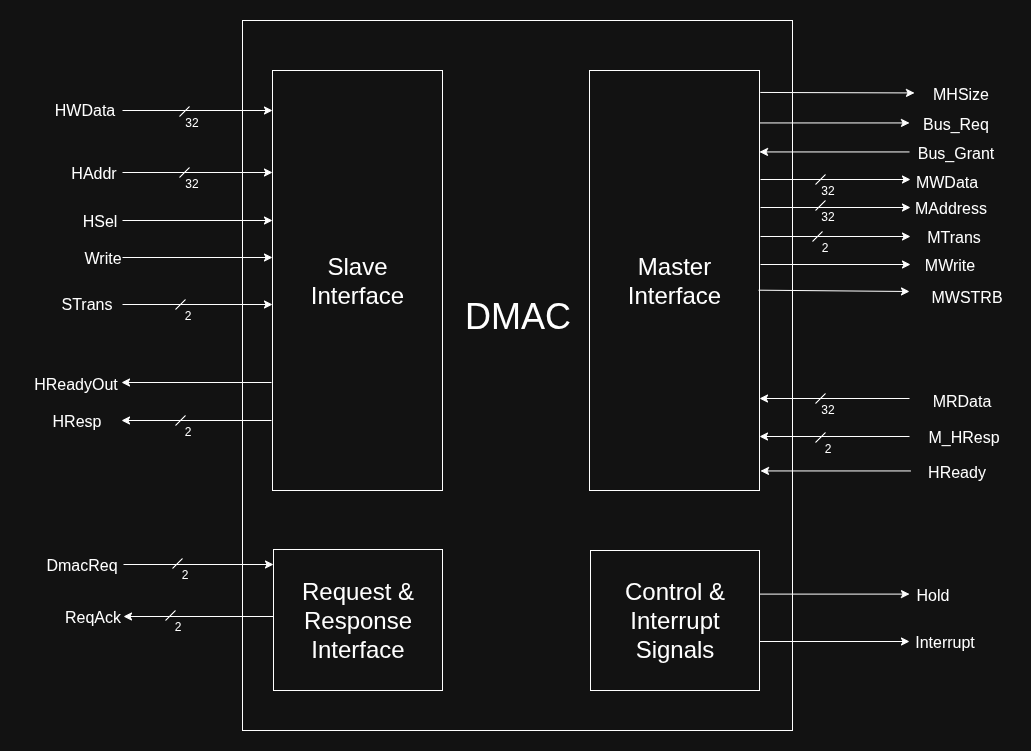 HWData
32
HAddr
32
HSel
Write
STrans
2
HReadyOut
HResp
2
Slave
Interface
DMAC
Master
Interface
MHSize
Bus_Req
Bus_Grant
MWData
32
MAddress
32
MTrans
2
MWrite
MWSTRB
MRData
32
M_HResp
2
HReady
DmacReq
2
ReqAck
2
Request &
Response
Interface
Control &
Interrupt
Signals
Hold
Interrupt